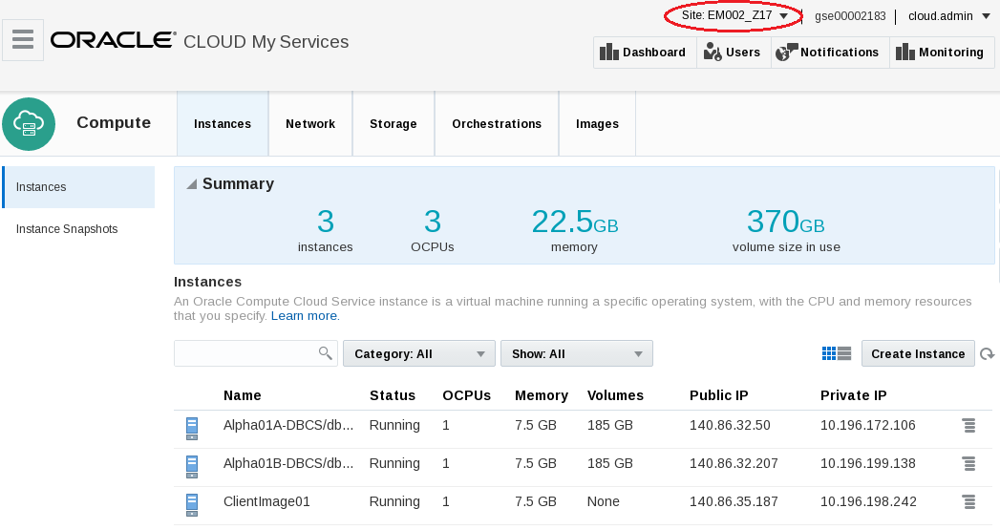 Site: EM002_Z17
gse00002183
cloud.admin
ORACLE® CLOUD My Services
Dashboard
Users
Notifications
Monitoring
Compute
Instances
Network
Storage
Orchestrations
Images
Instances
Instance Snapshots
Summary
3
3
22.5GB
370GB
instances
OCPUs
memory
volume size in use
Instances
An Oracle Compute Cloud Service instance is a virtual machine running a specific operating system, with the CPU and memory resources
that you specify. Learn more.
Category: All
Show: All
Create Instance
Name Status OCPUs Memory Volumes Public IP Private IP
Alpha01A-DBCS/db... Running 1 7.5 GB 185 GB 140.86.32.50 10.196.172.106
Alpha01B-DBCS/db... Running 1 7.5 GB 185 GB 140.86.32.207 10.196.199.138
ClientImage01 Running 1 7.5 GB None 140.86.35.187 10.196.198.242